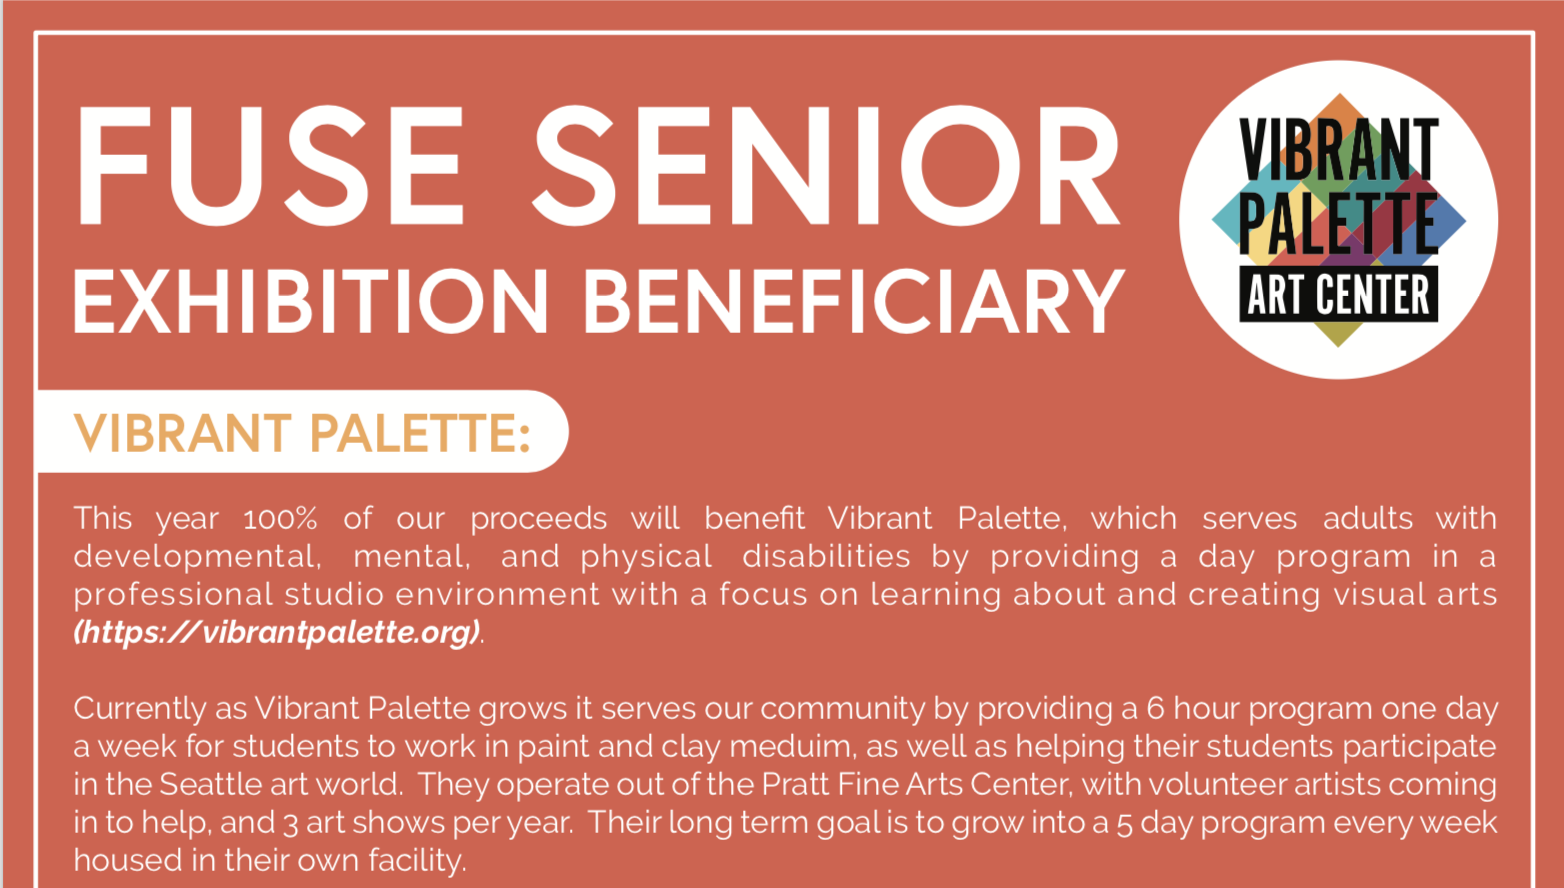 FUSE SENIOR
EXHIBITION BENEFICIARY
VIBRANT
PALETTE
ART CENTER
VIBRANT PALETTE:
This year 100% of our proceeds will benefit Vibrant Palette, which serves adults with
developmental, mental, and physical disabilities by providing a day program in a
professional studio environment with a focus on learning about and creating visual arts
(https://vibrantpalette.org).
Currently as Vibrant Palette grows it serves our community by providing a 6 hour program one day
a week for students to work in paint and clay meduim, as well as helping their students participate
in the Seattle art world. They operate out of the Pratt Fine Arts Center, with volunteer artists coming
in to help, and 3 art shows per year. Their long term goal is to grow into a 5 day program every week
housed in their own facility.